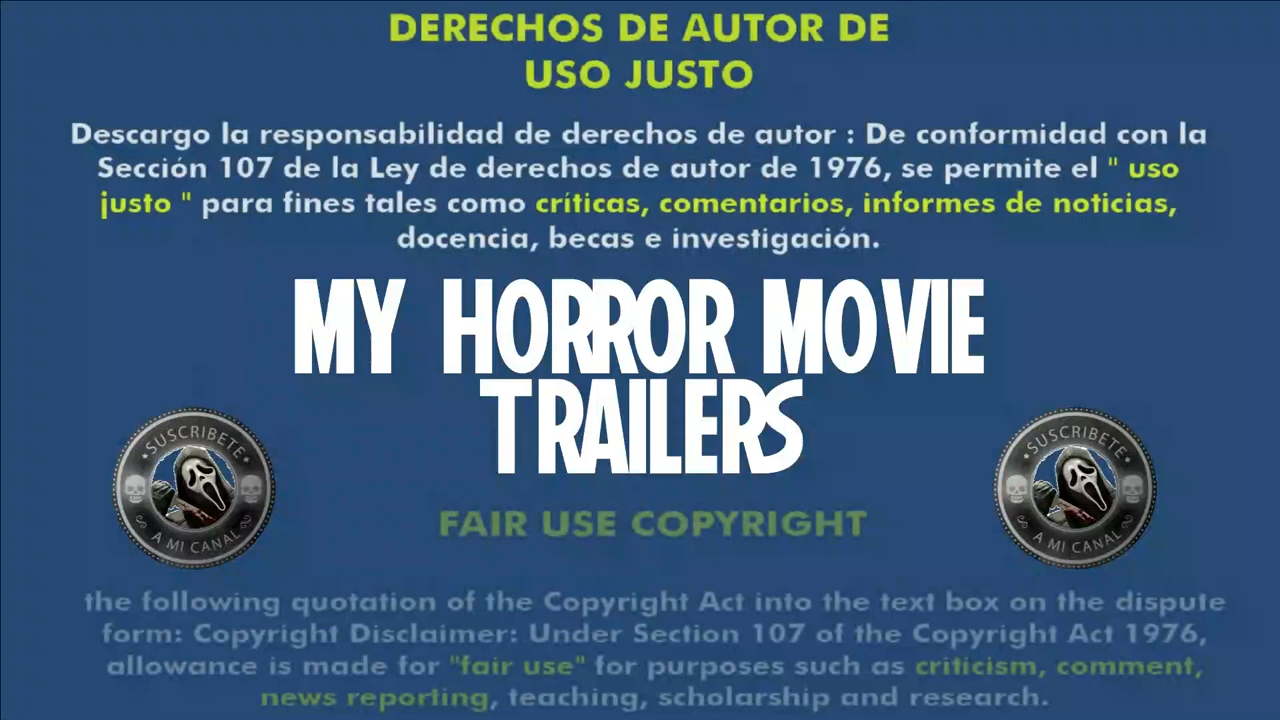 DERECHOS DE AUTOR DE
USO JUSTO
Descargo la responsabilidad de derechos de autor : De conformidad con la
Sección 107 de la Ley de derechos de autor de 1976, se permite el " uso
justo " para fines tales como críticas, comentarios, informes de noticias,
docencia, becas e investigación.
MY HORROR MOVIE
TRAILERS
SUSCRIBETE
A MI CANAL
SUSCRIBETE
A MI CANAL
FAIR USE COPYRIGHT
the following quotation of the Copyright Act into the text box on the dispute
form: Copyright Disclaimer: Under Section 107 of the Copyright Act 1976,
allowance is made for "fair use" for purposes such as criticism, comment,
news reporting, teaching, scholarship and research.